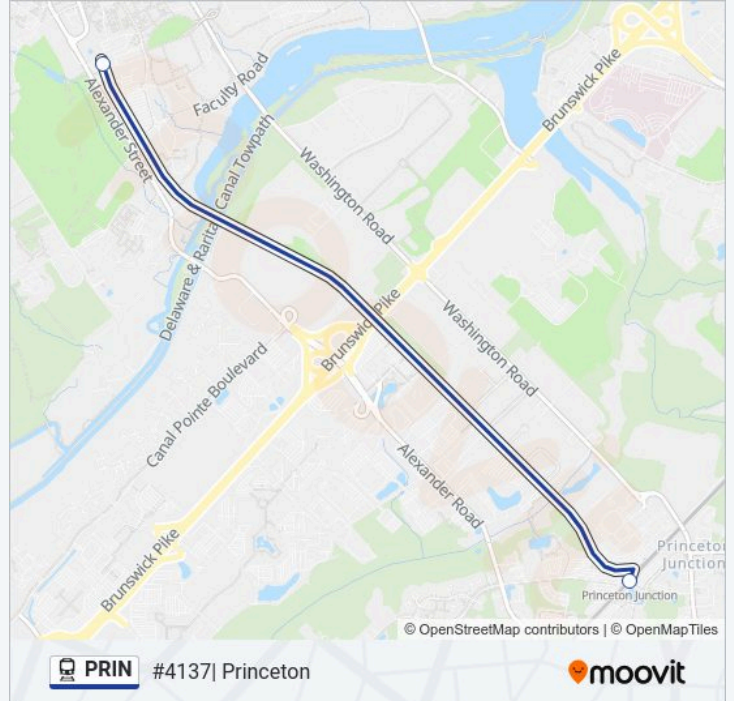 Faculty Road
Alexander Street
Brunswick Pike
Washington Road
Delaware & Raritan Canal Towpath
Brunswick Pike
Washington Road
Canal Pointe Boulevard
Alexander Road
Brunswick Pike
Princeton
Junction
Princeton Junction
© OpenStreetMap contributors | © OpenMapTiles
PRIN #4137| Princeton
moovit